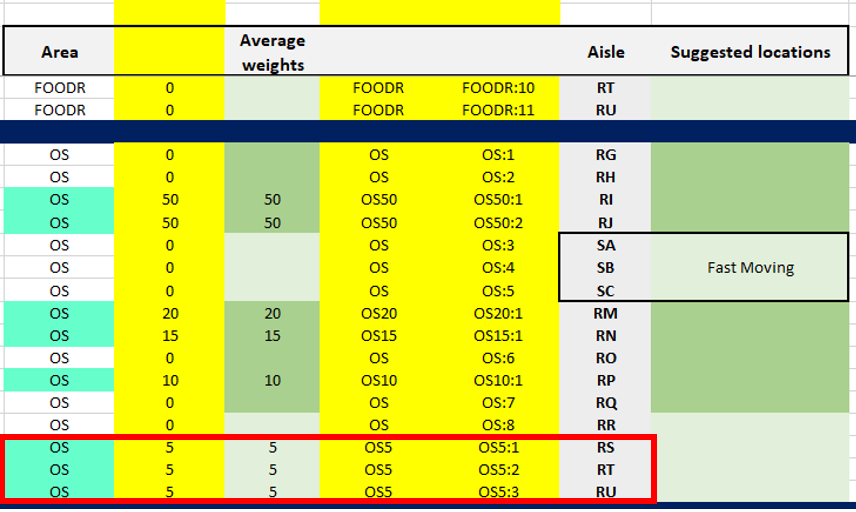 Area Average weights Aisle Suggested locations
FOODR 0 FOODR FOODR:10 RT
FOODR 0 FOODR FOODR:11 RU
OS 0 OS OS:1 RG
OS 0 OS OS:2 RH
OS 50 50 OS50 OS50:1 RI
OS 50 50 OS50 OS50:2 RJ
OS 0 OS OS:3 SA
OS 0 OS OS:4 SB Fast Moving
OS 0 OS OS:5 SC
OS 20 20 OS20 OS20:1 RM
OS 15 15 OS15 OS15:1 RN
OS 0 OS OS:6 RO
OS 10 10 OS10 OS10:1 RP
OS 0 OS OS:7 RQ
OS 0 OS OS:8 RR
OS 5 5 OS5 OS5:1 RS
OS 5 5 OS5 OS5:2 RT
OS 5 5 OS5 OS5:3 RU